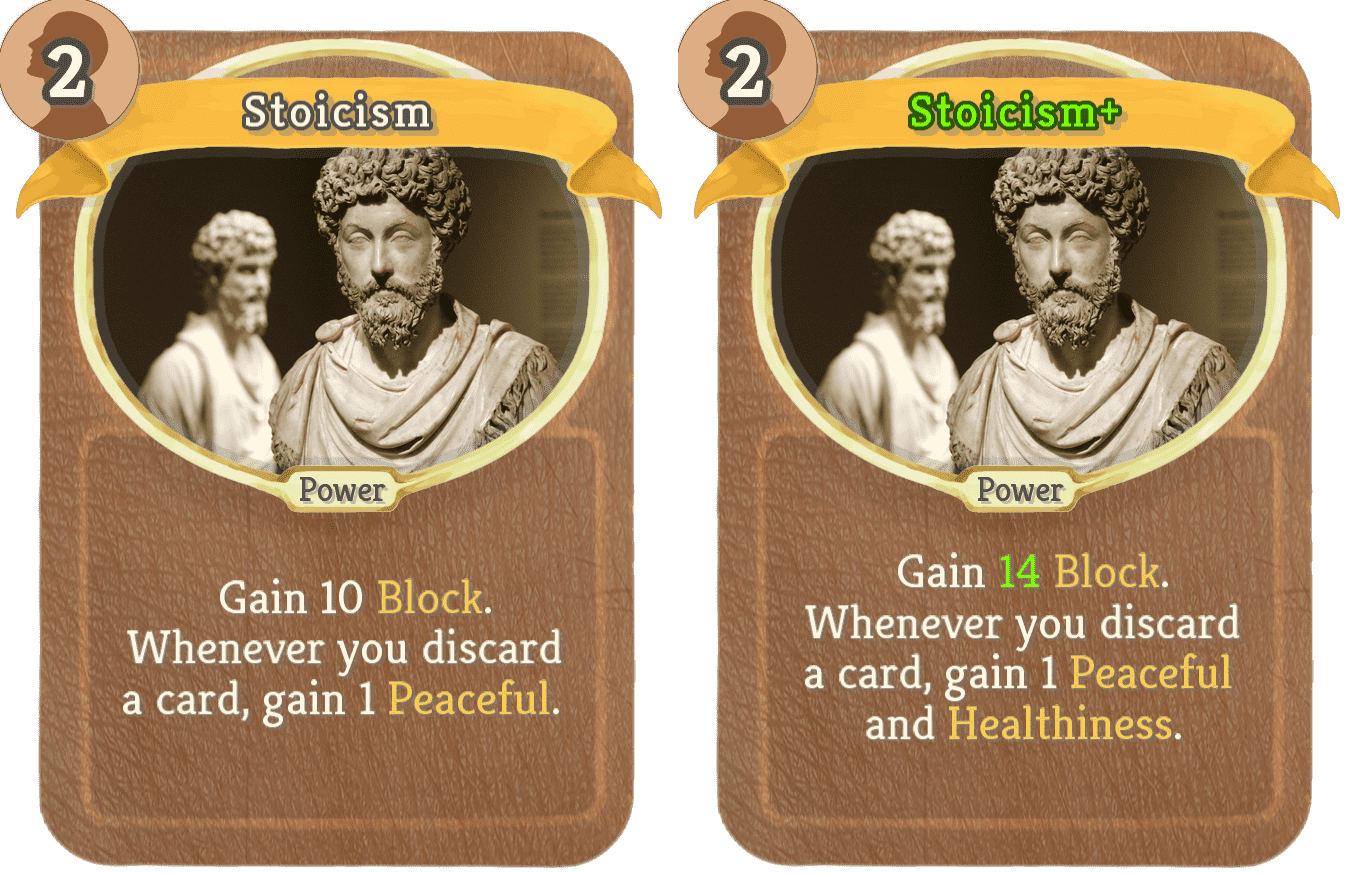 2
Stoicism
Power
Gain 10 Block.
Whenever you discard
a card, gain 1 Peaceful.
2
Stoicism+
Power
Gain 14 Block.
Whenever you discard
a card, gain 1 Peaceful
and Healthiness.